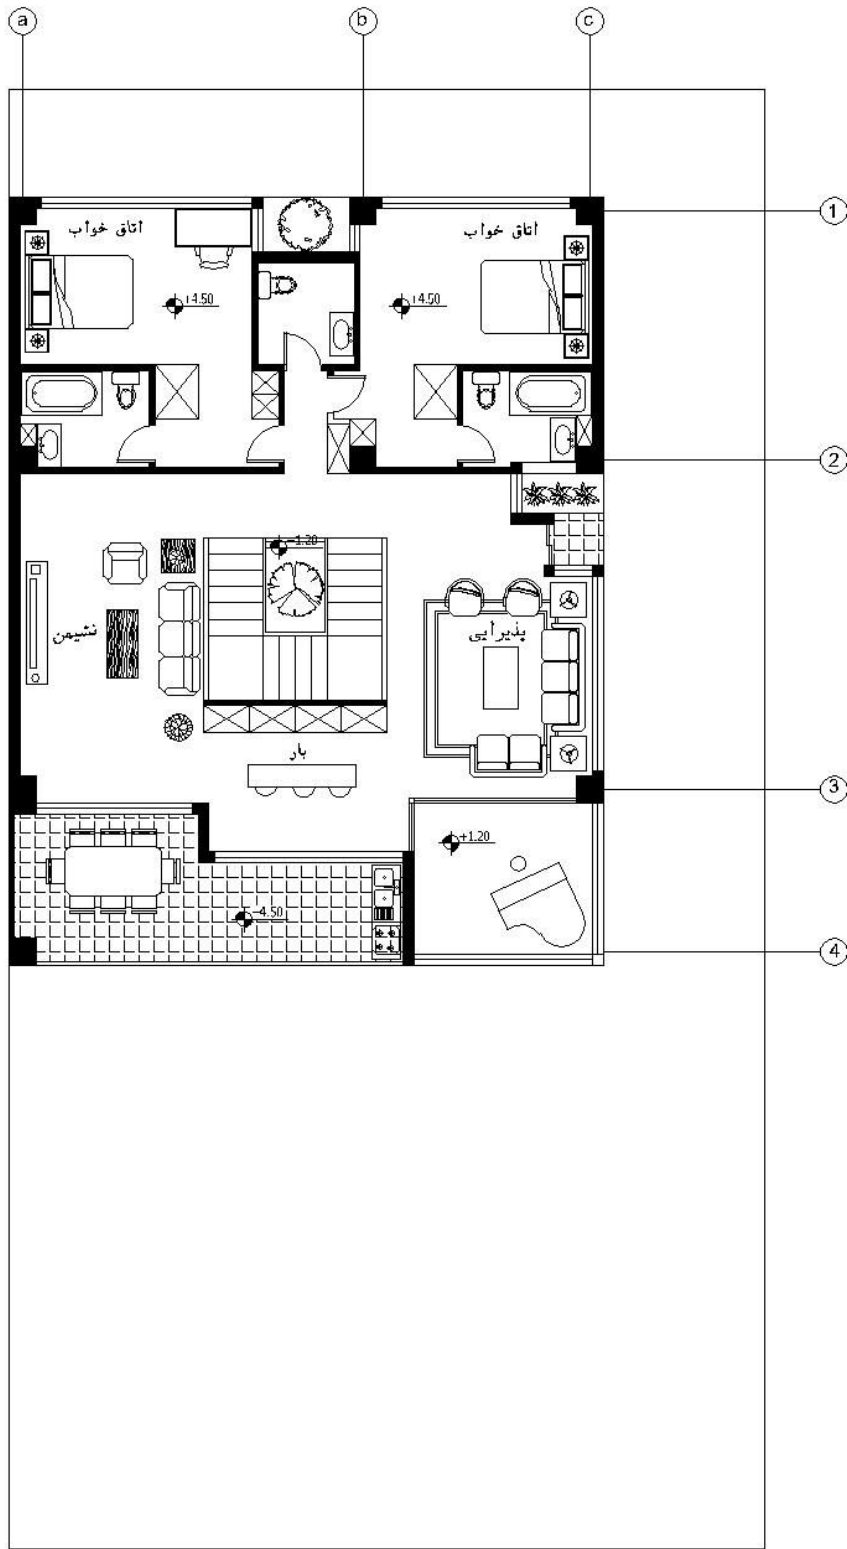 a b c
1
اتاق خواب اتاق خواب
+4.50 +4.50
2
-1.20
نشیمن
پذیرایی
بار
3
+1.20
-4.50
4